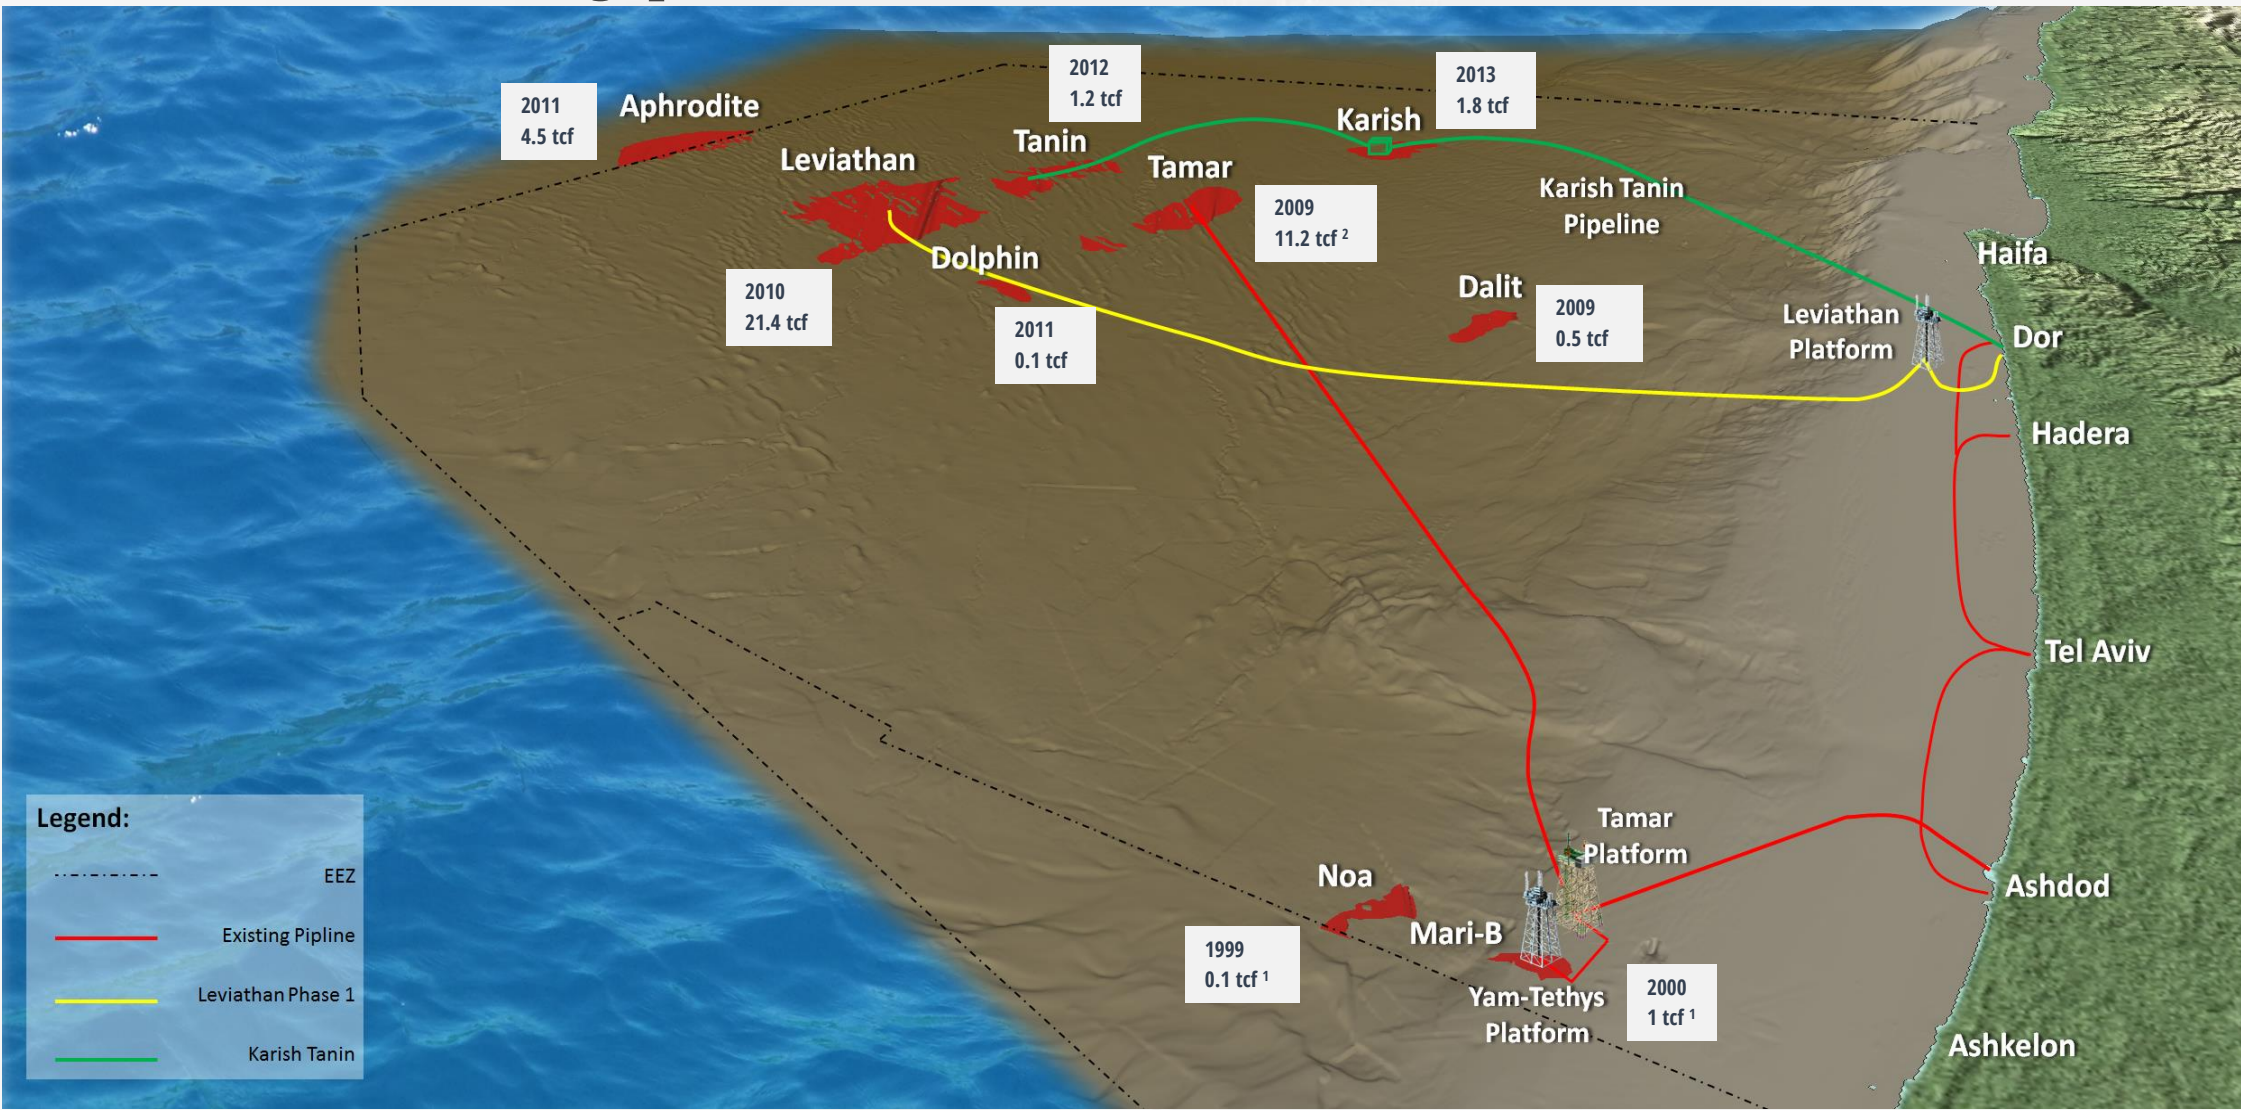 2011
4.5 tcf
Aphrodite
2012
1.2 tcf
2013
1.8 tcf
Karish
Tanin
Leviathan
Tamar
Karish Tanin
Pipeline
2009
11.2 tcf ²
Haifa
Dolphin
2010
21.4 tcf
2011
0.1 tcf
Dalit
2009
0.5 tcf
Leviathan
Platform
Dor
Hadera
Tel Aviv
Tamar
Platform
Noa
Mari-B
Ashdod
1999
0.1 tcf ¹
Yam-Tethys
Platform
2000
1 tcf ¹
Ashkelon
Legend:
EEZ
Existing Pipline
Leviathan Phase 1
Karish Tanin